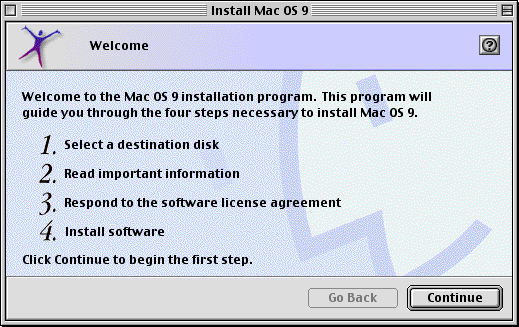 Install Mac OS 9
Welcome
?
Welcome to the Mac OS 9 installation program. This program will
guide you through the four steps necessary to install Mac OS 9.
1. Select a destination disk
2. Read important information
3. Respond to the software license agreement
4. Install software
Click Continue to begin the first step.
Go Back
Continue